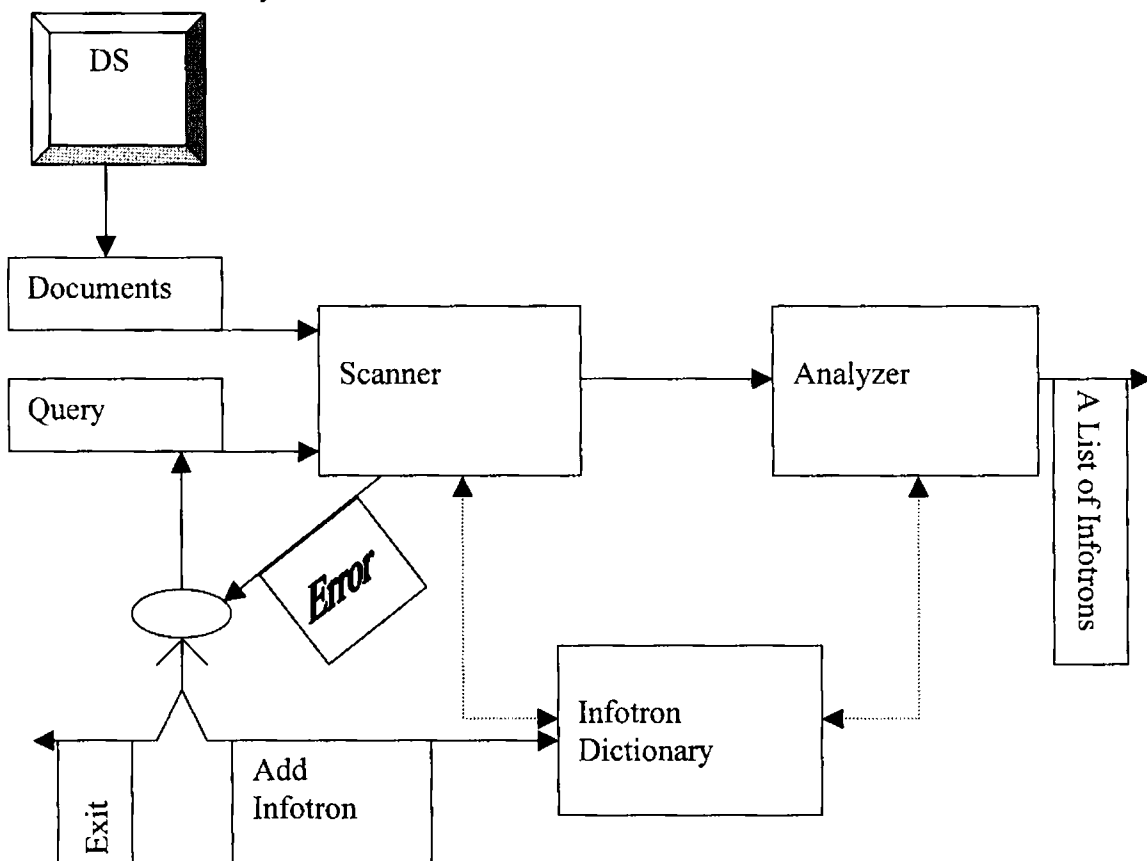 DS
Documents
Query
Scanner
Analyzer
A List of Infotrons
Error
Infotron
Dictionary
Add
Infotron
Exit